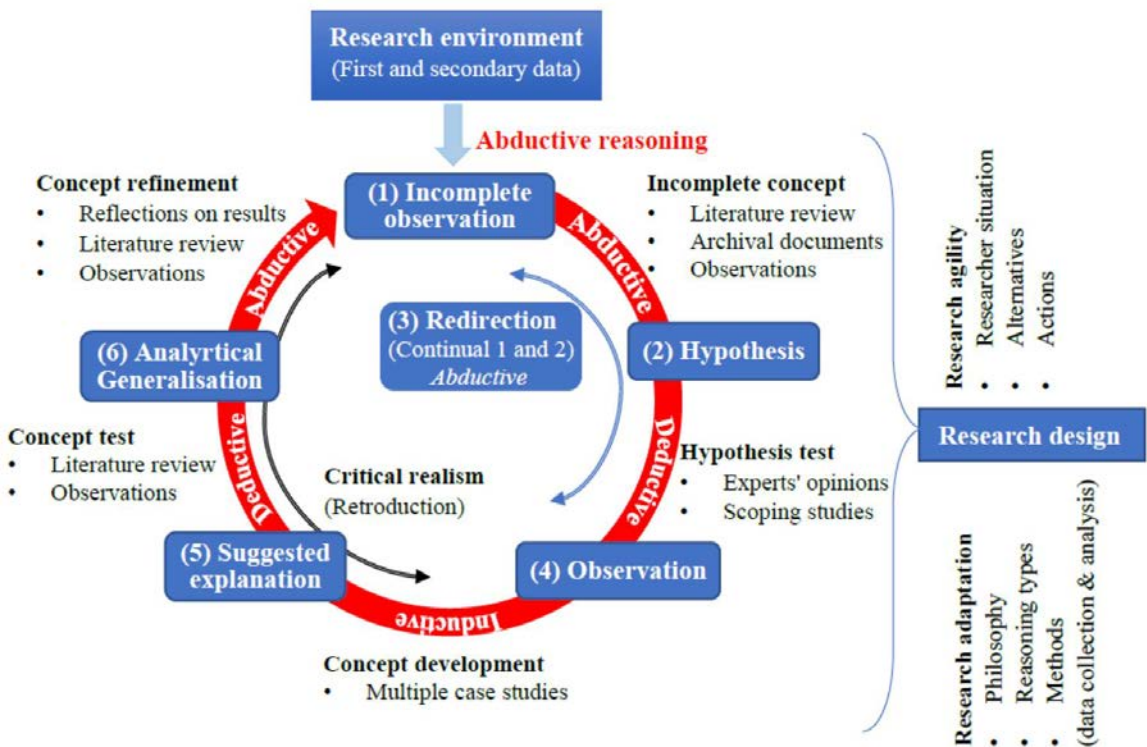 Research environment
(First and secondary data)
Abductive reasoning
Concept refinement
• Reflections on results
• Literature review
• Observations
(1) Incomplete
observation
Incomplete concept
• Literature review
• Archival documents
• Observations
Abductive
Abductive
(3) Redirection
(Continual 1 and 2)
Abductive
(2) Hypothesis
(6) Analyrtical
Generalisation
Concept test
• Literature review
• Observations
Deductive
Critical realism
(Retroduction)
Deductive
Hypothesis test
• Experts' opinions
• Scoping studies
(5) Suggested
explanation
(4) Observation
Inductive
Concept development
• Multiple case studies
Research agility
• Researcher situation
• Alternatives
• Actions
Research design
Research adaptation
• Philosophy
• Reasoning types
• Methods
(data collection & analysis)